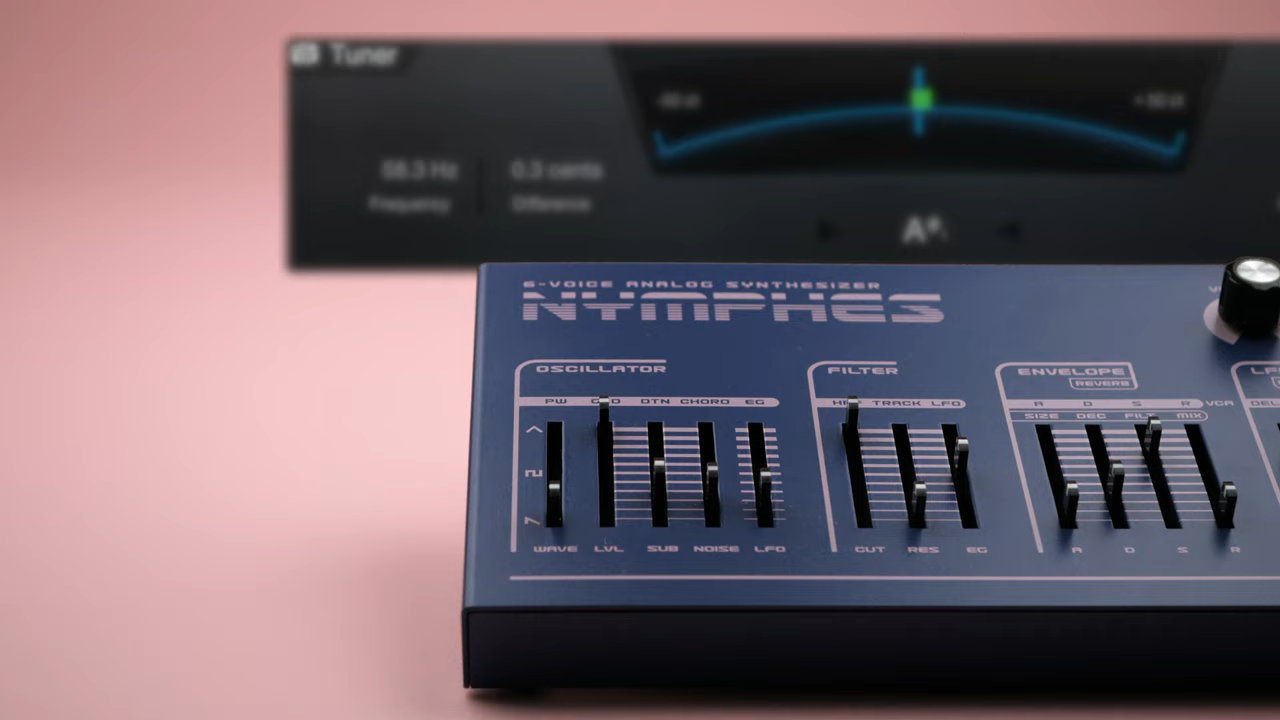 Tuner
58.3 Hz
0.3 cents
Frequency
Difference
A#
6-VOICE ANALOG SYNTHESIZER
NYMPHES
OSCILLATOR
FILTER
ENVELOPE
REVERB
PW
DTN CHORD EG
TRACK LFO
A D S R VCA
SIZE DEC MIX
WAVE LVL SUB NOISE LFO
CUT RES EG
A D S R